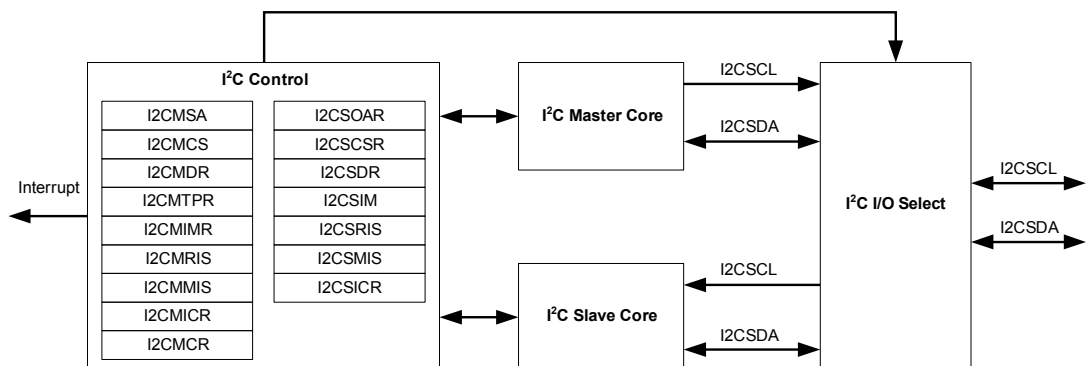 I²C Control
I2CMSA
I2CMCS
I2CMDR
I2CMTPR
I2CMIMR
I2CMRIS
I2CMMIS
I2CMICR
I2CMCR
I2CSOAR
I2CSCSR
I2CSDR
I2CSIM
I2CSRIS
I2CSMIS
I2CSICR
Interrupt
I²C Master Core
I2CSCL
I2CSDA
I²C Slave Core
I2CSCL
I2CSDA
I²C I/O Select
I2CSCL
I2CSDA